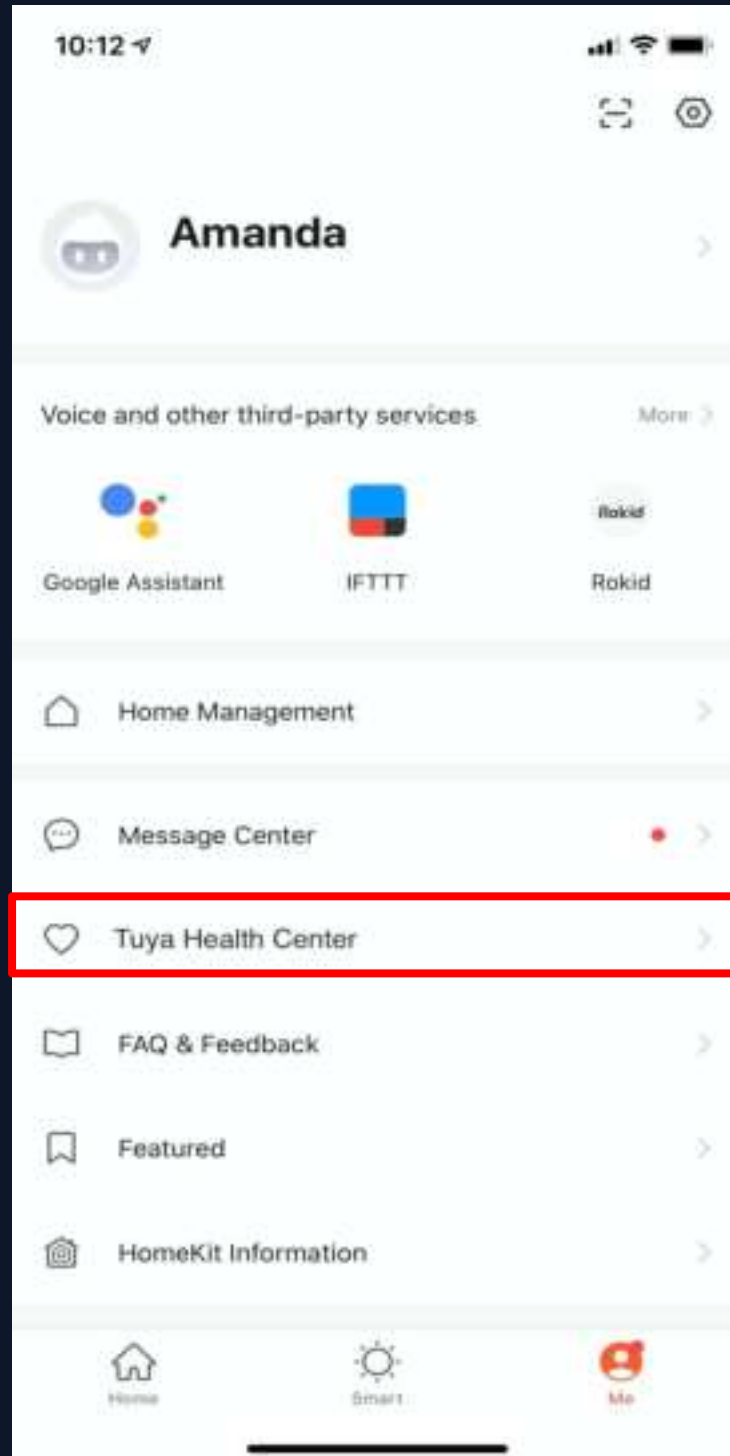 10:12
Amanda
Voice and other third-party services More
Rokid
Google Assistant IFTTT Rokid
Home Management
Message Center
Tuya Health Center
FAQ & Feedback
Featured
HomeKit Information
Home Smart Me